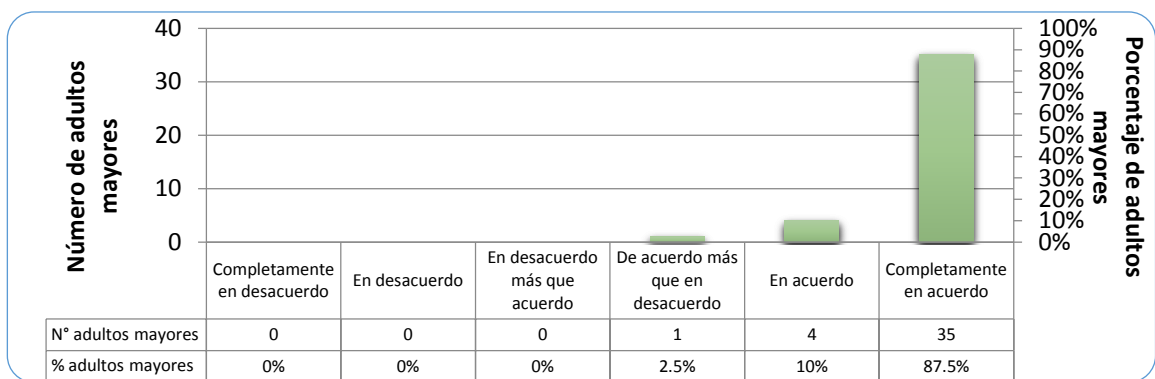 Número de adultos
mayores
40
30
20
10
0
100%
90%
80%
70%
60%
50%
40%
30%
20%
10%
0%
Porcentaje de adultos
mayores
Completamente
en desacuerdo
En desacuerdo
En desacuerdo
más que
acuerdo
De acuerdo más
que en
desacuerdo
En acuerdo
Completamente
en acuerdo
N° adultos mayores 0 0 0 1 4 35
% adultos mayores 0% 0% 0% 2.5% 10% 87.5%